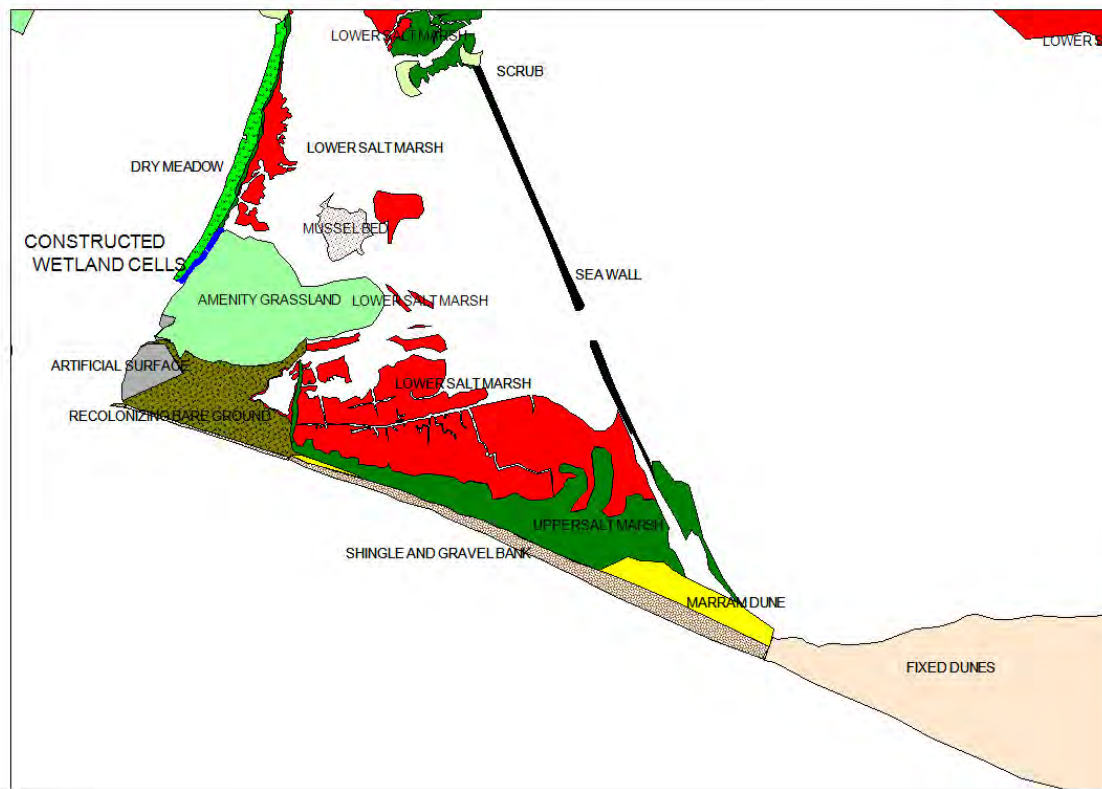 LOWER SALT MARSH
LOWER S
SCRUB
LOWER SALT MARSH
DRY MEADOW
MUSSEL BED
CONSTRUCTED
WETLAND CELLS
SEA WALL
AMENITY GRASSLAND
LOWER SALT MARSH
ARTIFICIAL SURFACE
LOWER SALT MARSH
RECOLONIZING BARE GROUND
UPPER SALT MARSH
SHINGLE AND GRAVEL BANK
MARRAM DUNE
FIXED DUNES